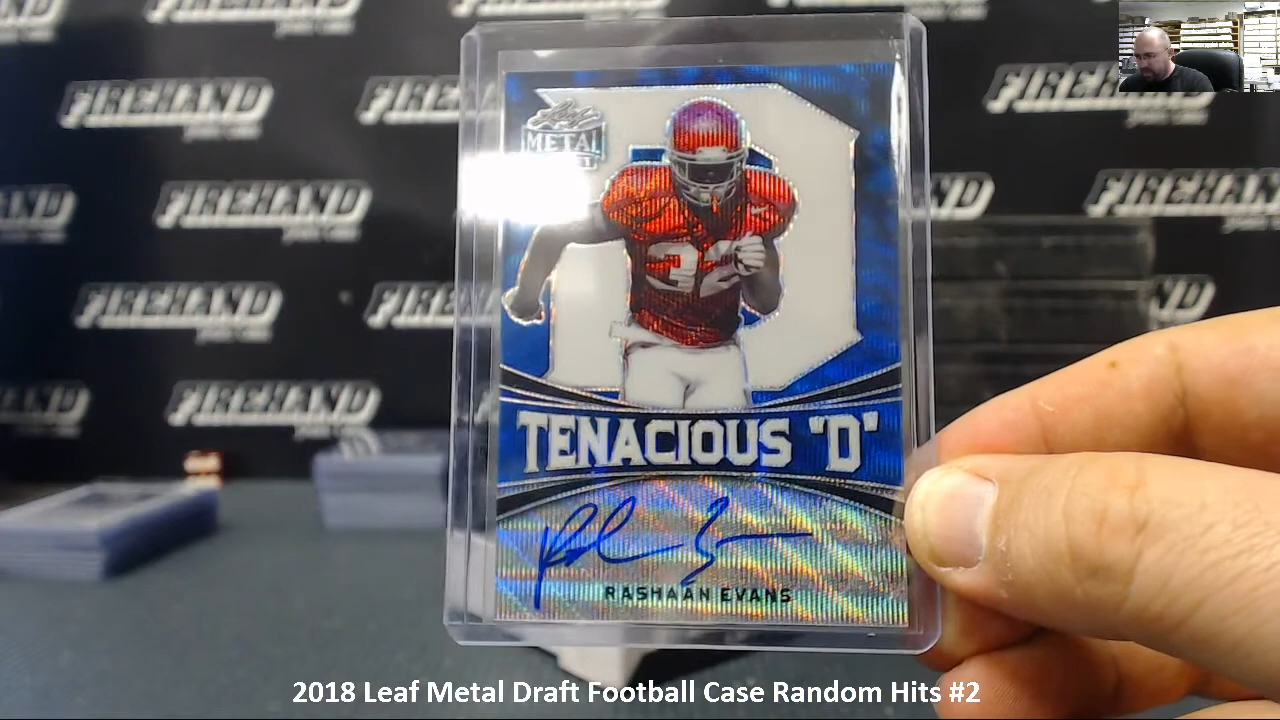 FIREHAND
FIREHAND
FIREHAND
FIREHAND
FIREHAND
FIREHAND
FIREHAND
Leaf
METAL
32
TENACIOUS "D"
RASHAAN EVANS
2018 Leaf Metal Draft Football Case Random Hits #2